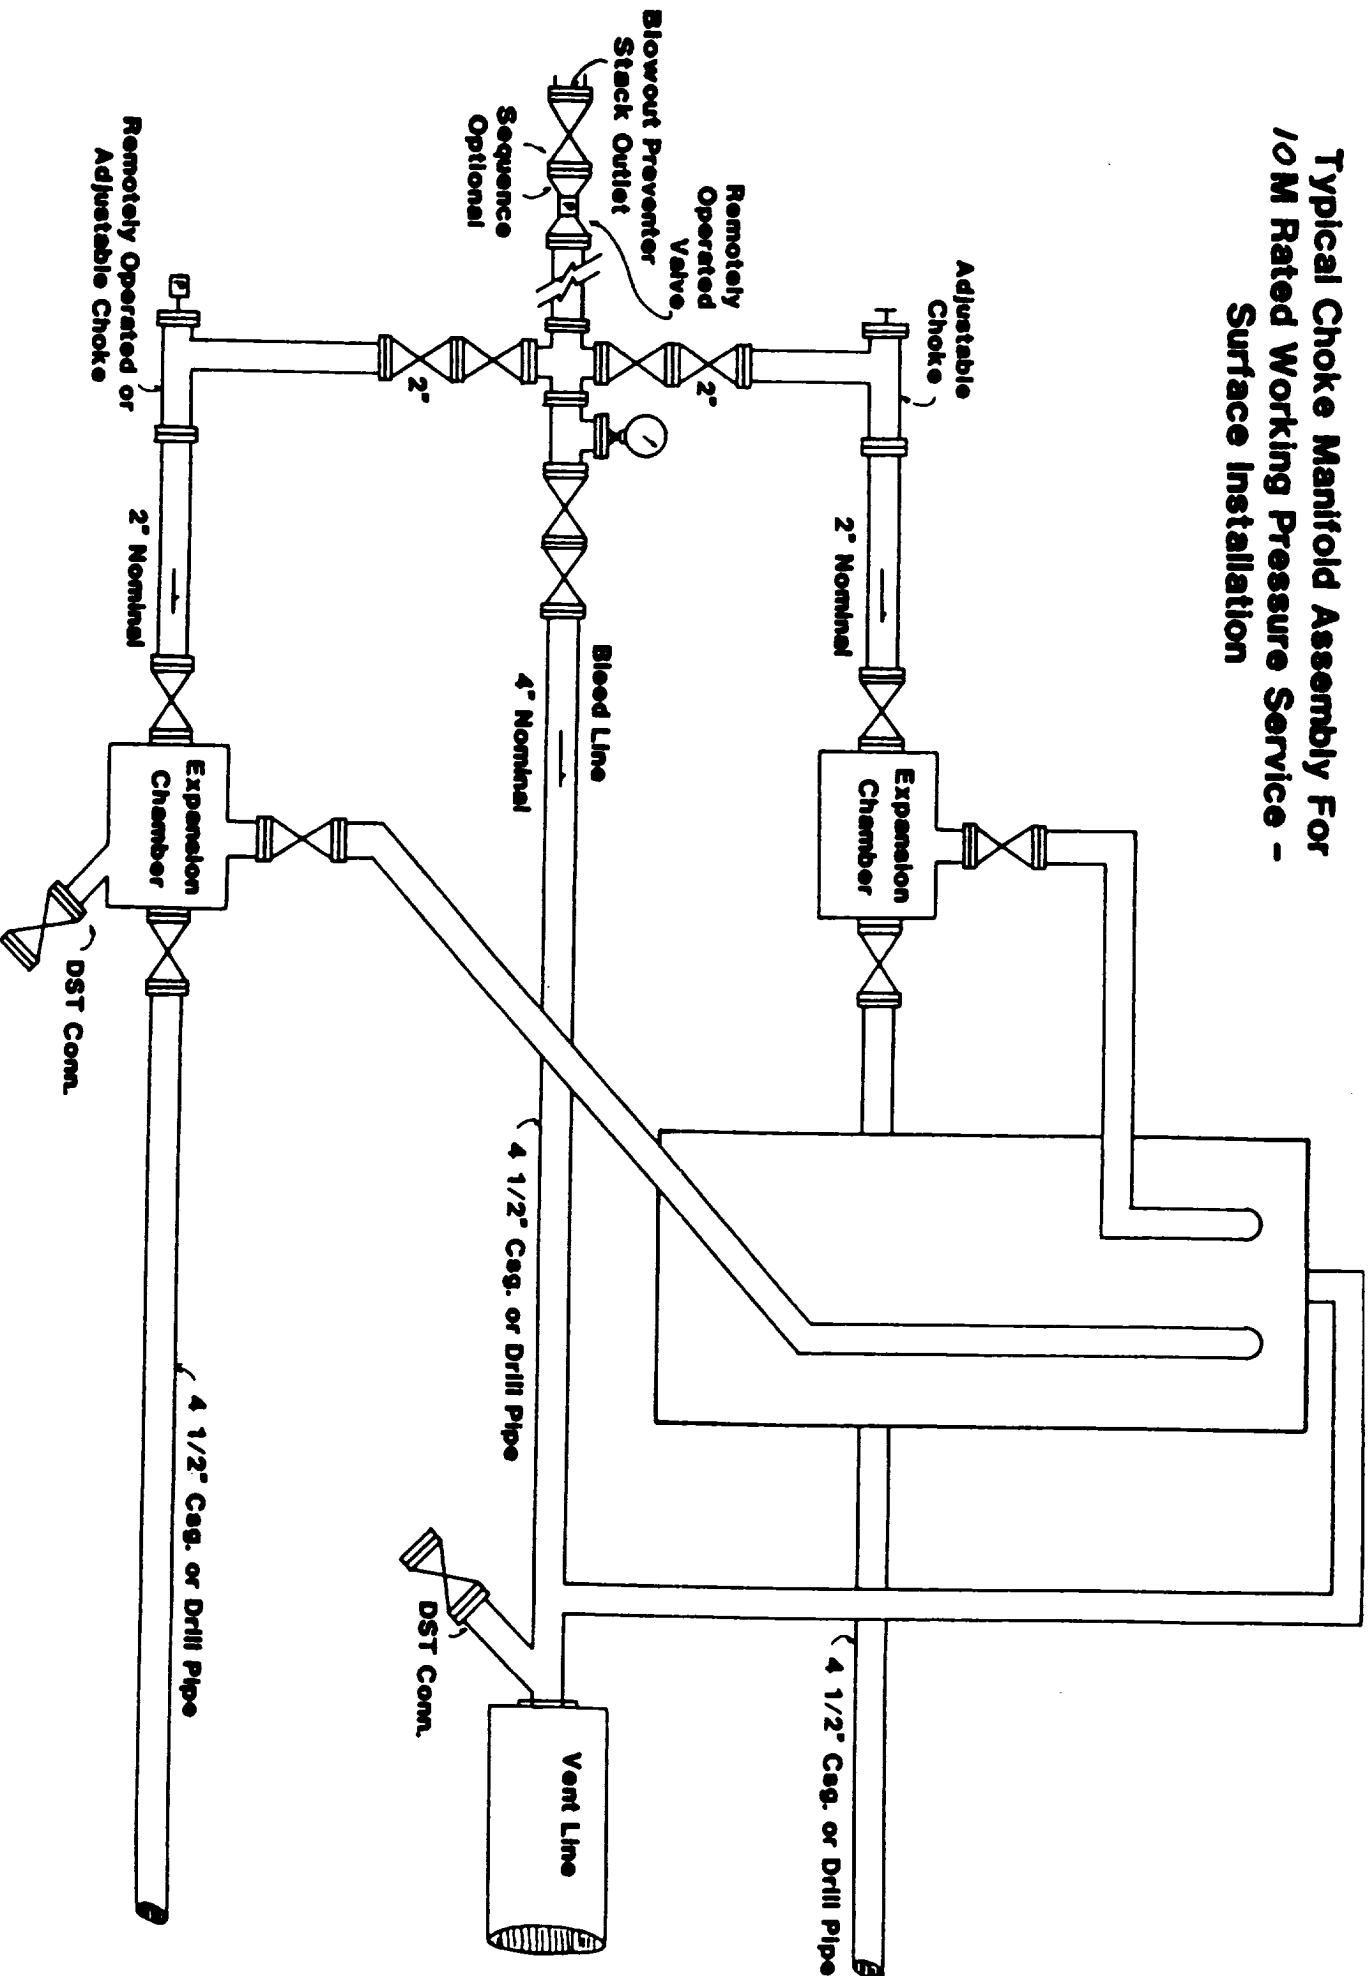 Typical Choke Manifold Assembly For
10M Rated Working Pressure Service -
Surface Installation
Adjustable
Choke
2" Nominal
Expansion
Chamber
Remotely
Operated
Valve
2"
Blowout Preventer
Stack Outlet
Sequence
Optional
Bleed Line
4" Nominal
4 1/2" Csg. or Drill Pipe
4 1/2" Csg. or Drill Pipe
Vent Line
DST Conn.
2"
Remotely Operated or
Adjustable Choke
2" Nominal
Expansion
Chamber
DST Conn.
4 1/2" Csg. or Drill Pipe